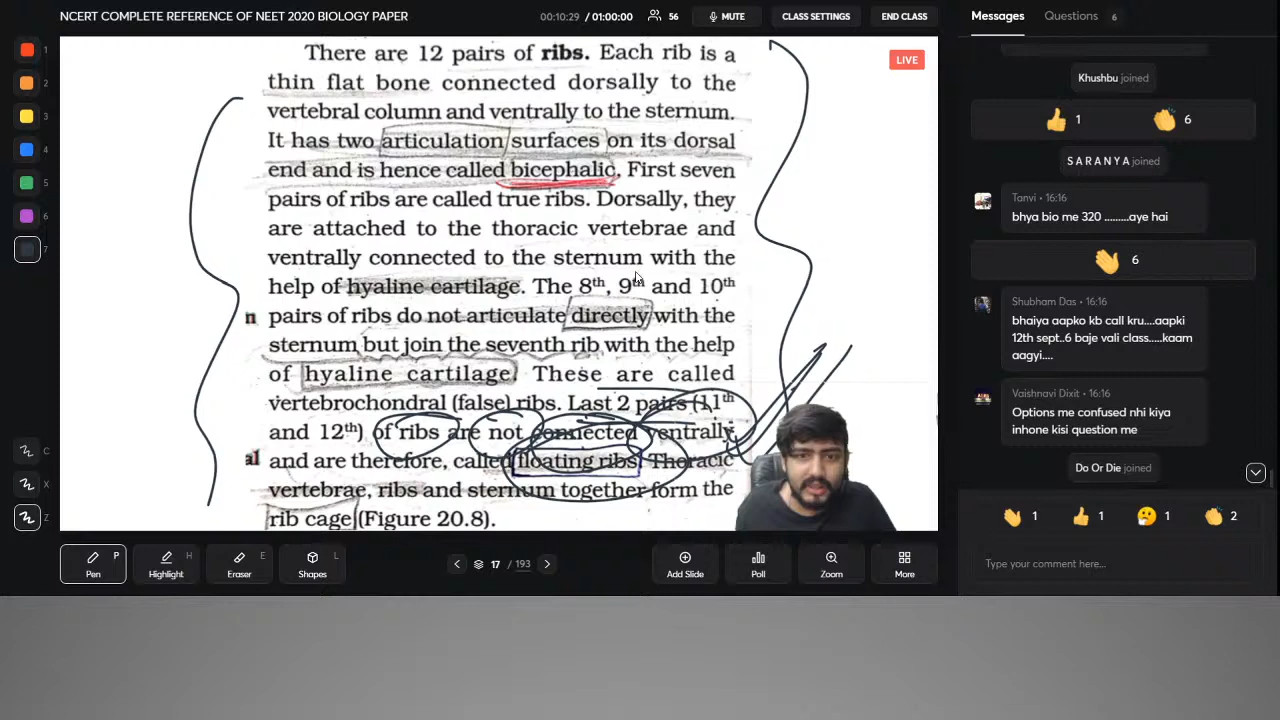 NCERT COMPLETE REFERENCE OF NEET 2020 BIOLOGY PAPER
00:10:29 / 01:00:00
56
MUTE
CLASS SETTINGS
END CLASS
LIVE
1
2
3
4
5
6
7
C
X
Z
There are 12 pairs of ribs. Each rib is a
thin flat bone connected dorsally to the
vertebral column and ventrally to the sternum.
It has two articulation surfaces on its dorsal
end and is hence called bicephalic. First seven
pairs of ribs are called true ribs. Dorsally, they
are attached to the thoracic vertebrae and
ventrally connected to the sternum with the
help of hyaline cartilage. The 8th, 9th and 10th
n pairs of ribs do not articulate directly with the
sternum but join the seventh rib with the help
of hyaline cartilage. These are called
vertebrochondral (false) ribs. Last 2 pairs (11th
and 12th) of ribs are not connected ventrally
al and are therefore, called floating ribs. Thoracic
vertebrae, ribs and sternum together form the
rib cage (Figure 20.8).
Pen P
Highlight H
Eraser E
Shapes L
17 / 193
Add Slide
Poll
Zoom
More
Messages
Questions 6
Khushbu joined
1
6
S A R A N Y A joined
Tanvi • 16:16
bhya bio me 320 .........aye hai
6
Shubham Das • 16:16
bhaiya aapko kb call kru....aapki
12th sept..6 baje vali class.....kaam
aagyi....
Vaishnavi Dixit • 16:16
Options me confused nhi kiya
inhone kisi question me
Do Or Die joined
1
1
1
2
Type your comment here...